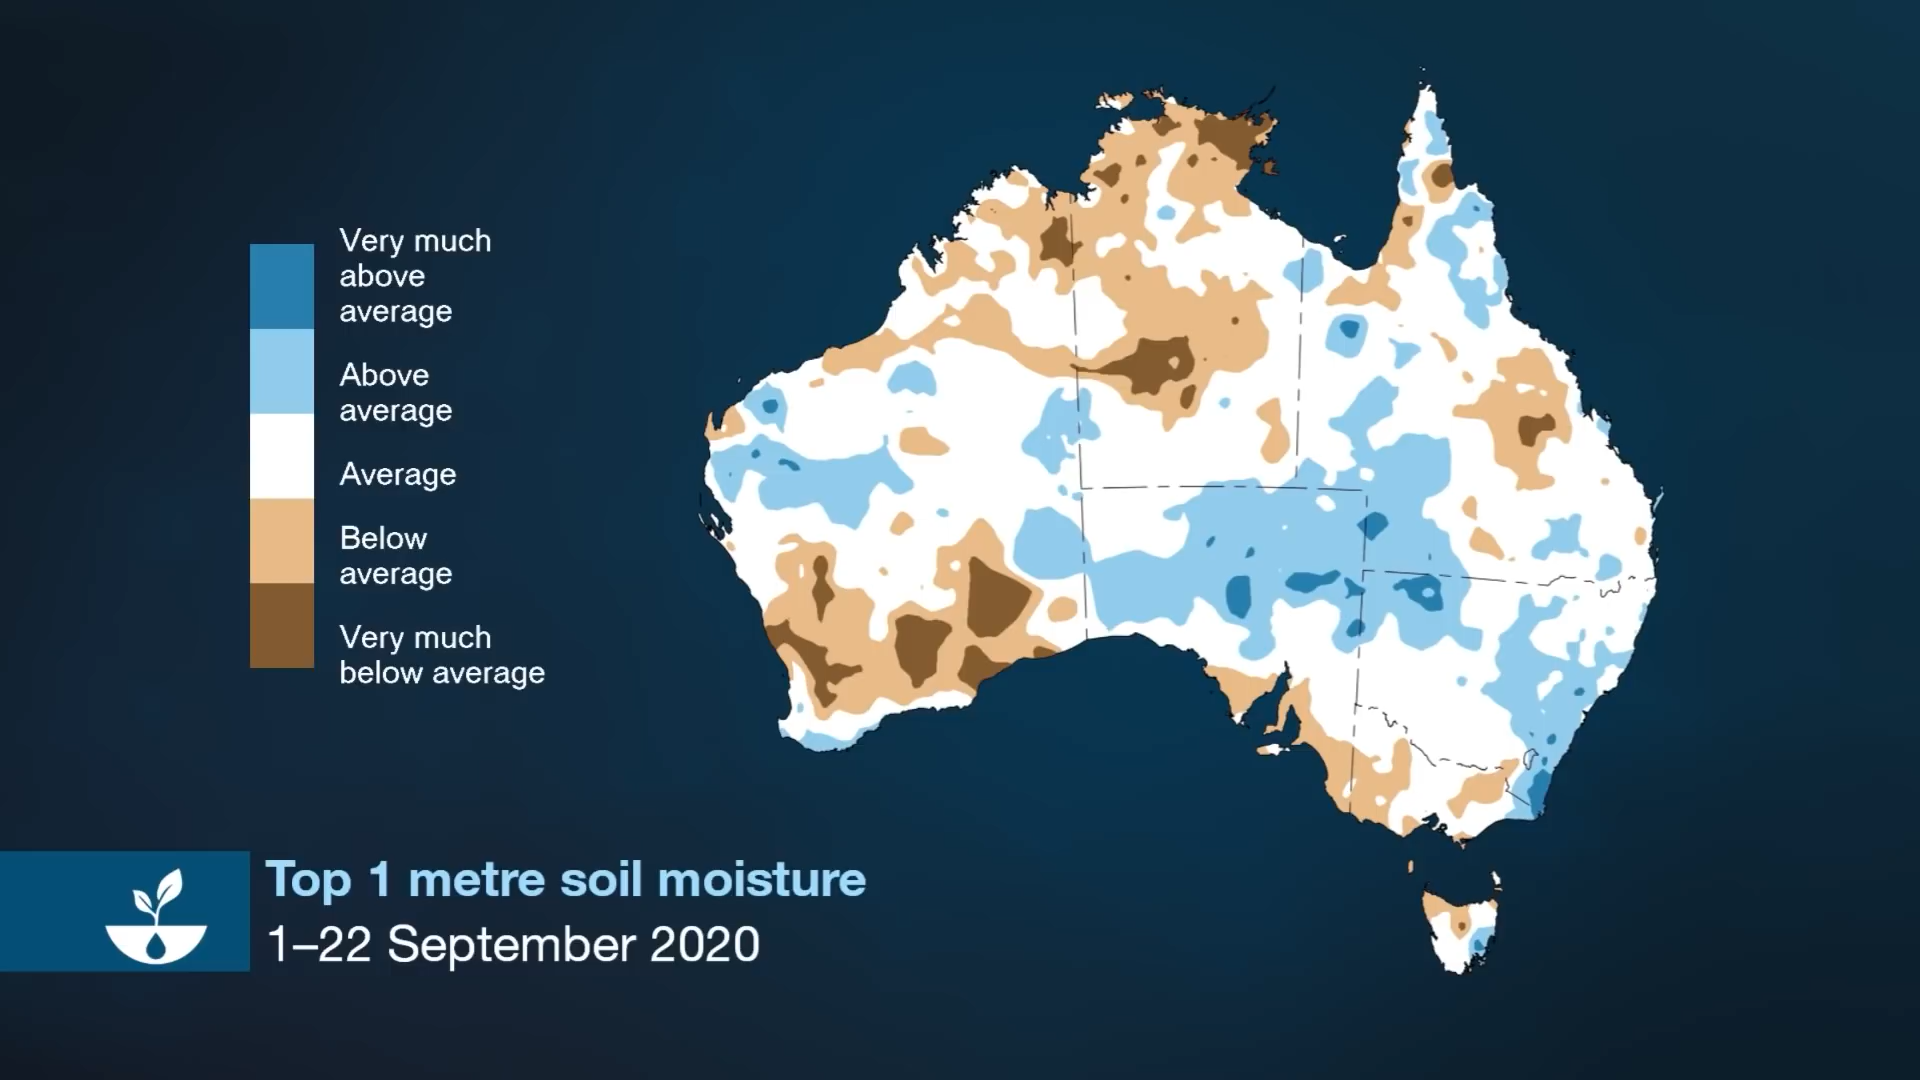 Very much
above
average
Above
average
Average
Below
average
Very much
below average
Top 1 metre soil moisture
1–22 September 2020